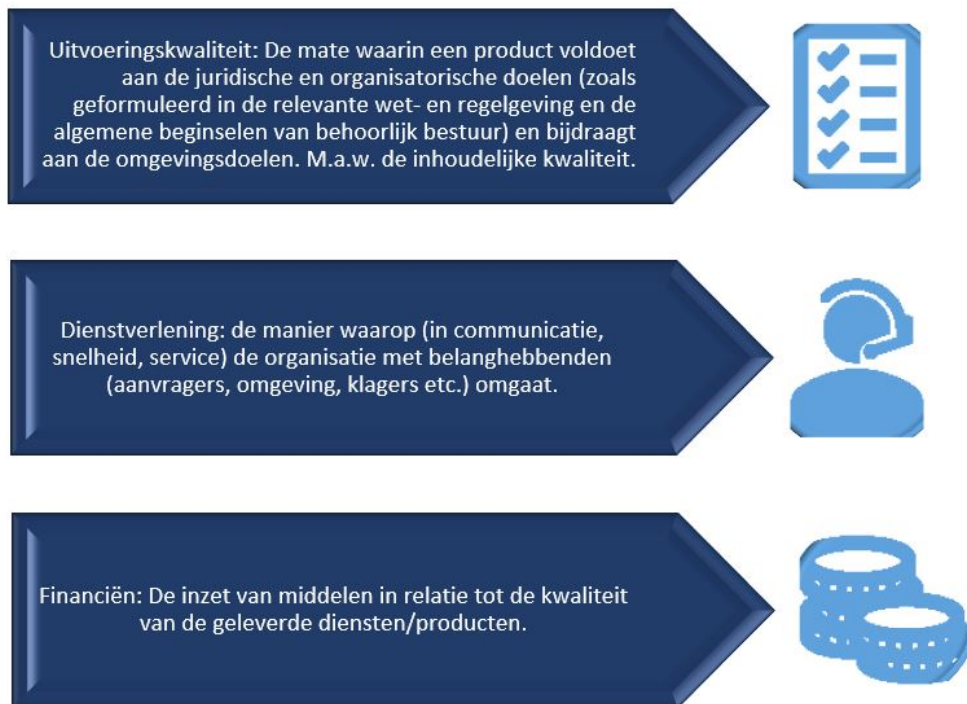 Uitvoeringskwaliteit: De mate waarin een product voldoet
aan de juridische en organisatorische doelen (zoals
geformuleerd in de relevante wet- en regelgeving en de
algemene beginselen van behoorlijk bestuur) en bijdraagt
aan de omgevingsdoelen. M.a.w. de inhoudelijke kwaliteit.
Dienstverlening: de manier waarop (in communicatie,
snelheid, service) de organisatie met belanghebbenden
(aanvragers, omgeving, klagers etc.) omgaat.
Financiën: De inzet van middelen in relatie tot de kwaliteit
van de geleverde diensten/producten.